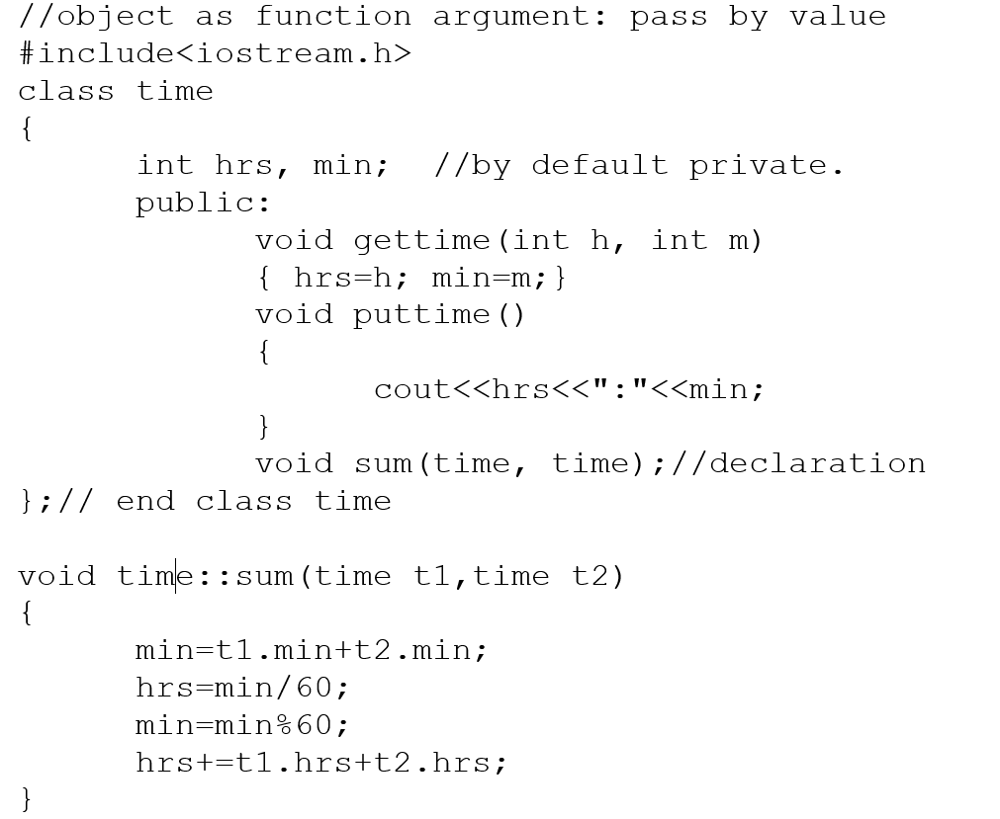 //object as function argument: pass by value
#include<iostream.h>
class time
{
int hrs, min;  //by default private.
public:
void gettime(int h, int m)
{ hrs=h; min=m;}
void puttime()
{
cout<<hrs<<":"<<min;
}
void sum(time, time);//declaration
};// end class time
void time::sum(time t1,time t2)
{
min=t1.min+t2.min;
hrs=min/60;
min=min%60;
hrs+=t1.hrs+t2.hrs;
}